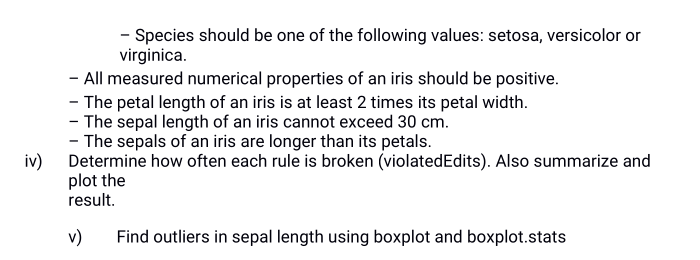 – Species should be one of the following values: setosa, versicolor or
virginica.
– All measured numerical properties of an iris should be positive.
– The petal length of an iris is at least 2 times its petal width.
– The sepal length of an iris cannot exceed 30 cm.
– The sepals of an iris are longer than its petals.
iv) Determine how often each rule is broken (violatedEdits). Also summarize and
plot the
result.
v) Find outliers in sepal length using boxplot and boxplot.stats